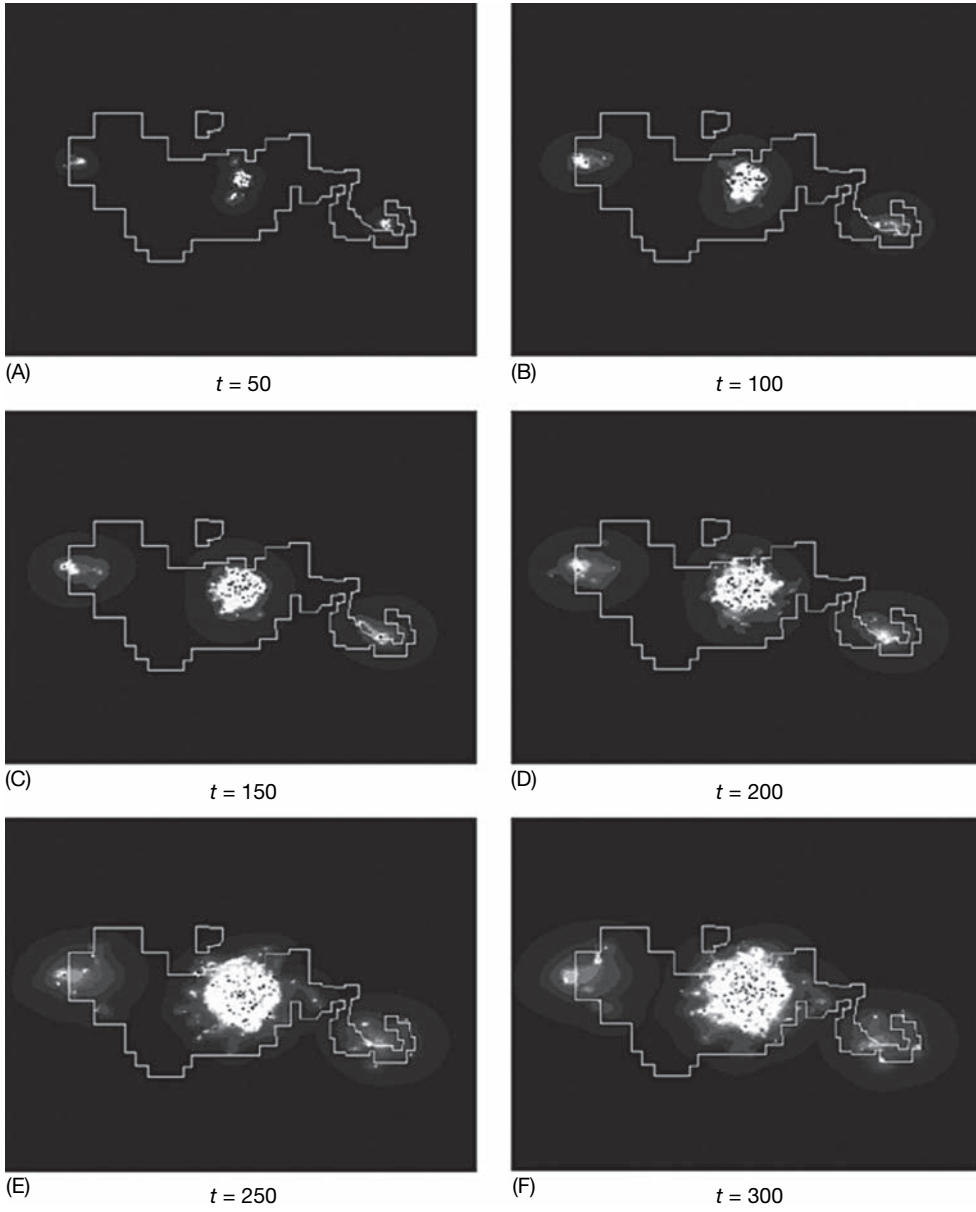 (A)
t = 50
(B)
t = 100
(C)
t = 150
(D)
t = 200
(E)
t = 250
(F)
t = 300